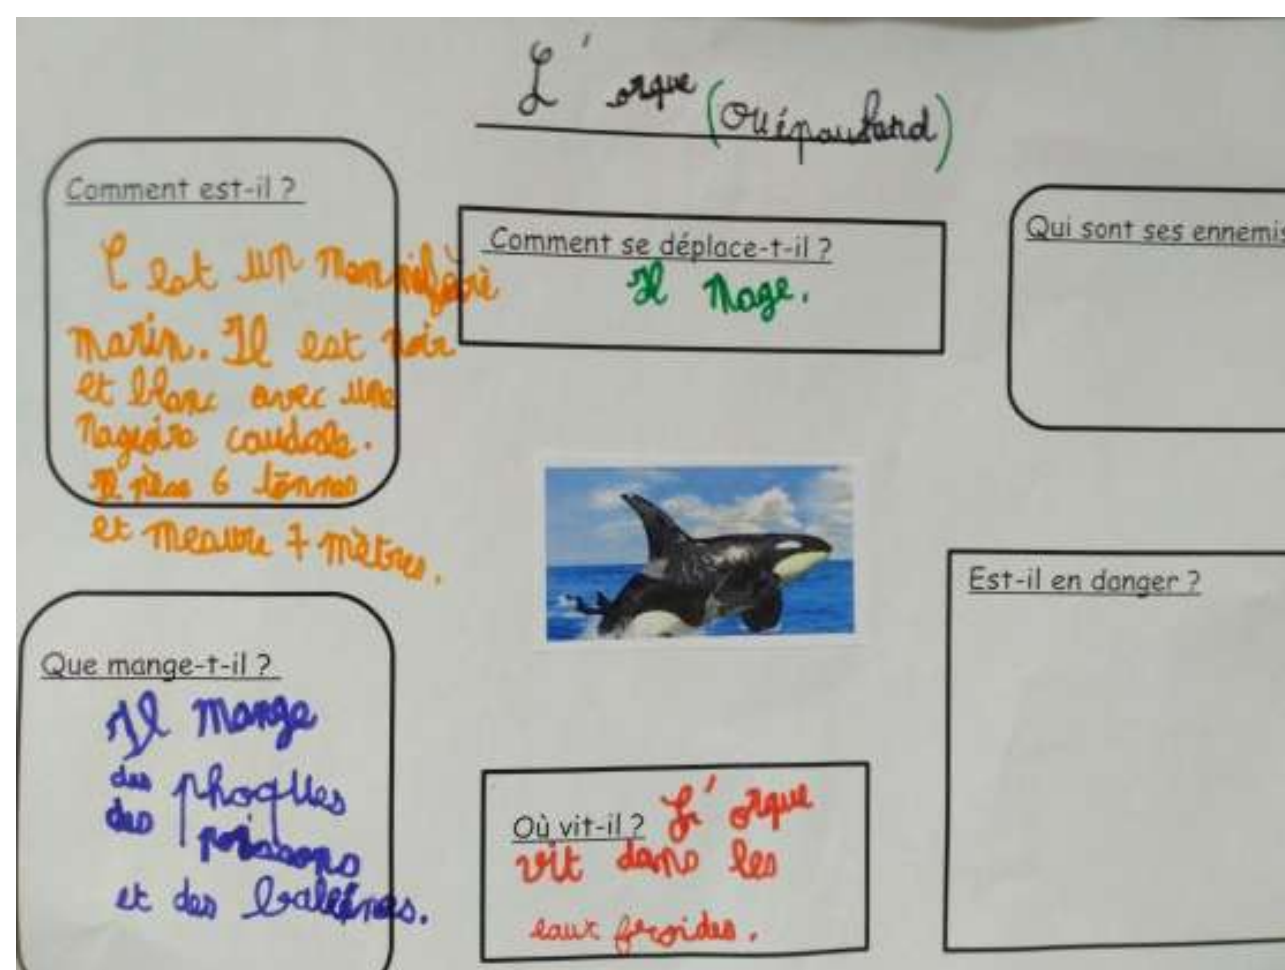 L'orque (ou épaulard)
Comment est-il ?
C'est un mammifère
marin. Il est noir
et blanc avec une
nageoire caudale.
Il pèse 6 tonnes
et mesure 7 mètres.
Comment se déplace-t-il ?
Il nage.
Qui sont ses ennemis
Que mange-t-il ?
Il mange
des phoques
des poissons
et des baleines.
Où vit-il ? L'orque
vit dans les
eaux froides.
Est-il en danger ?